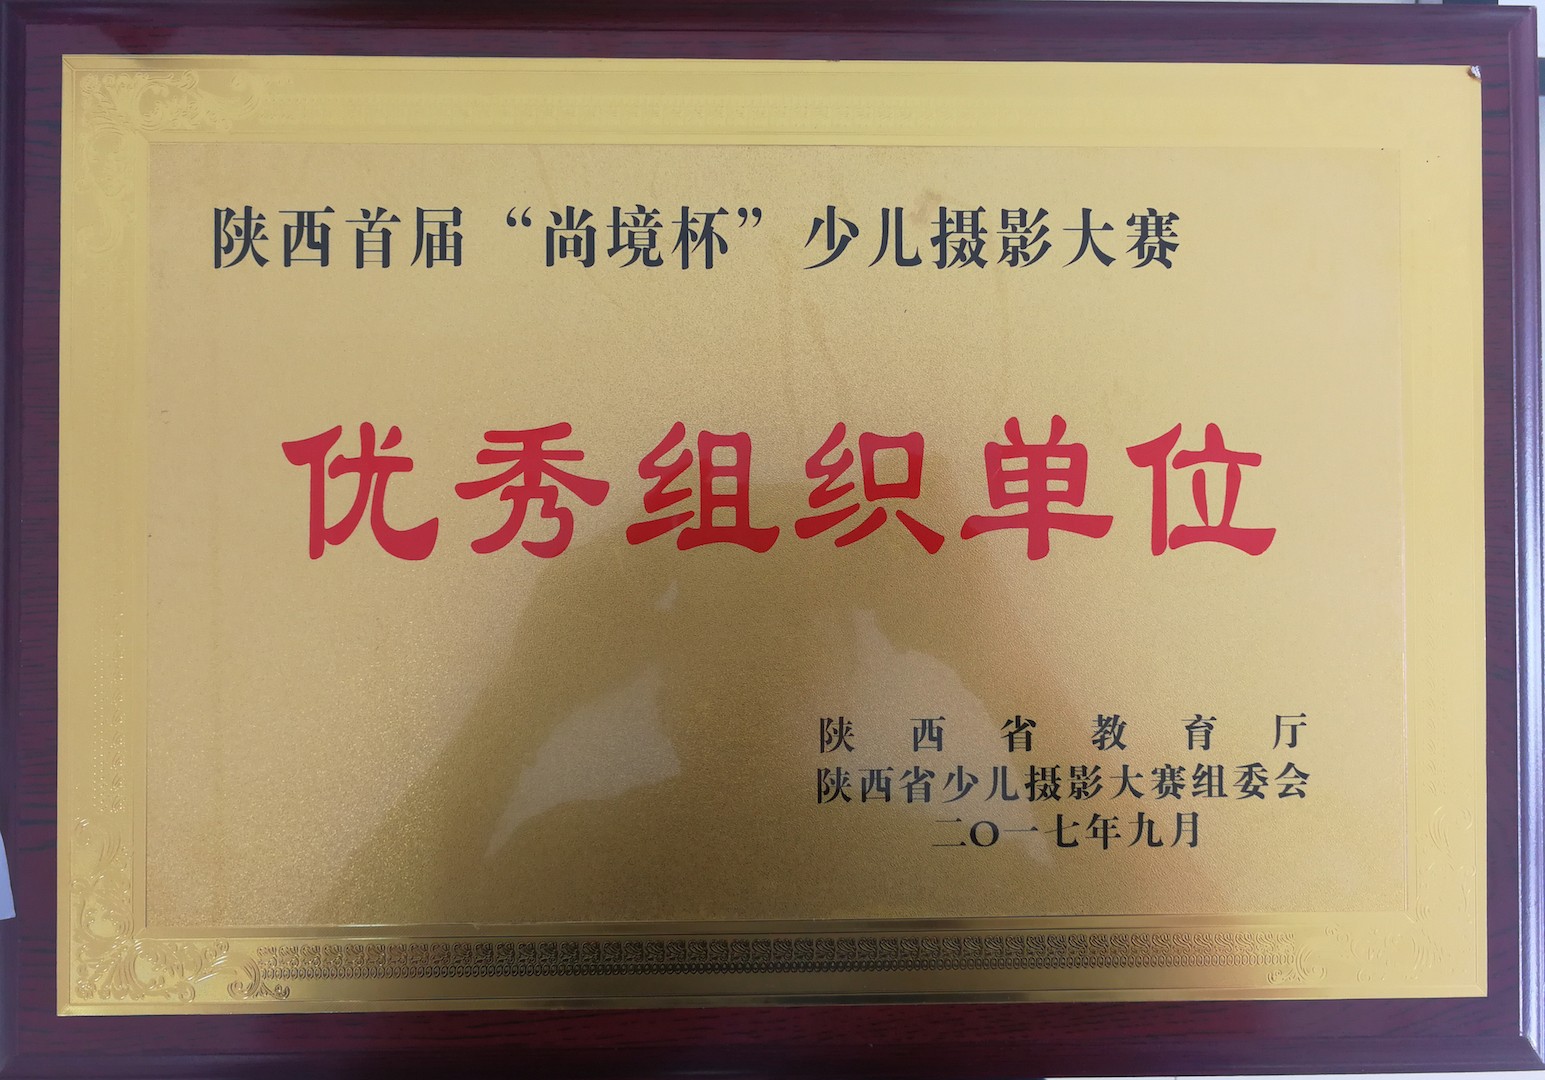 陕西首届“尚境杯”少儿摄影大赛
优秀组织单位
陕西省教育厅
陕西省少儿摄影大赛组委会
二〇一七年九月